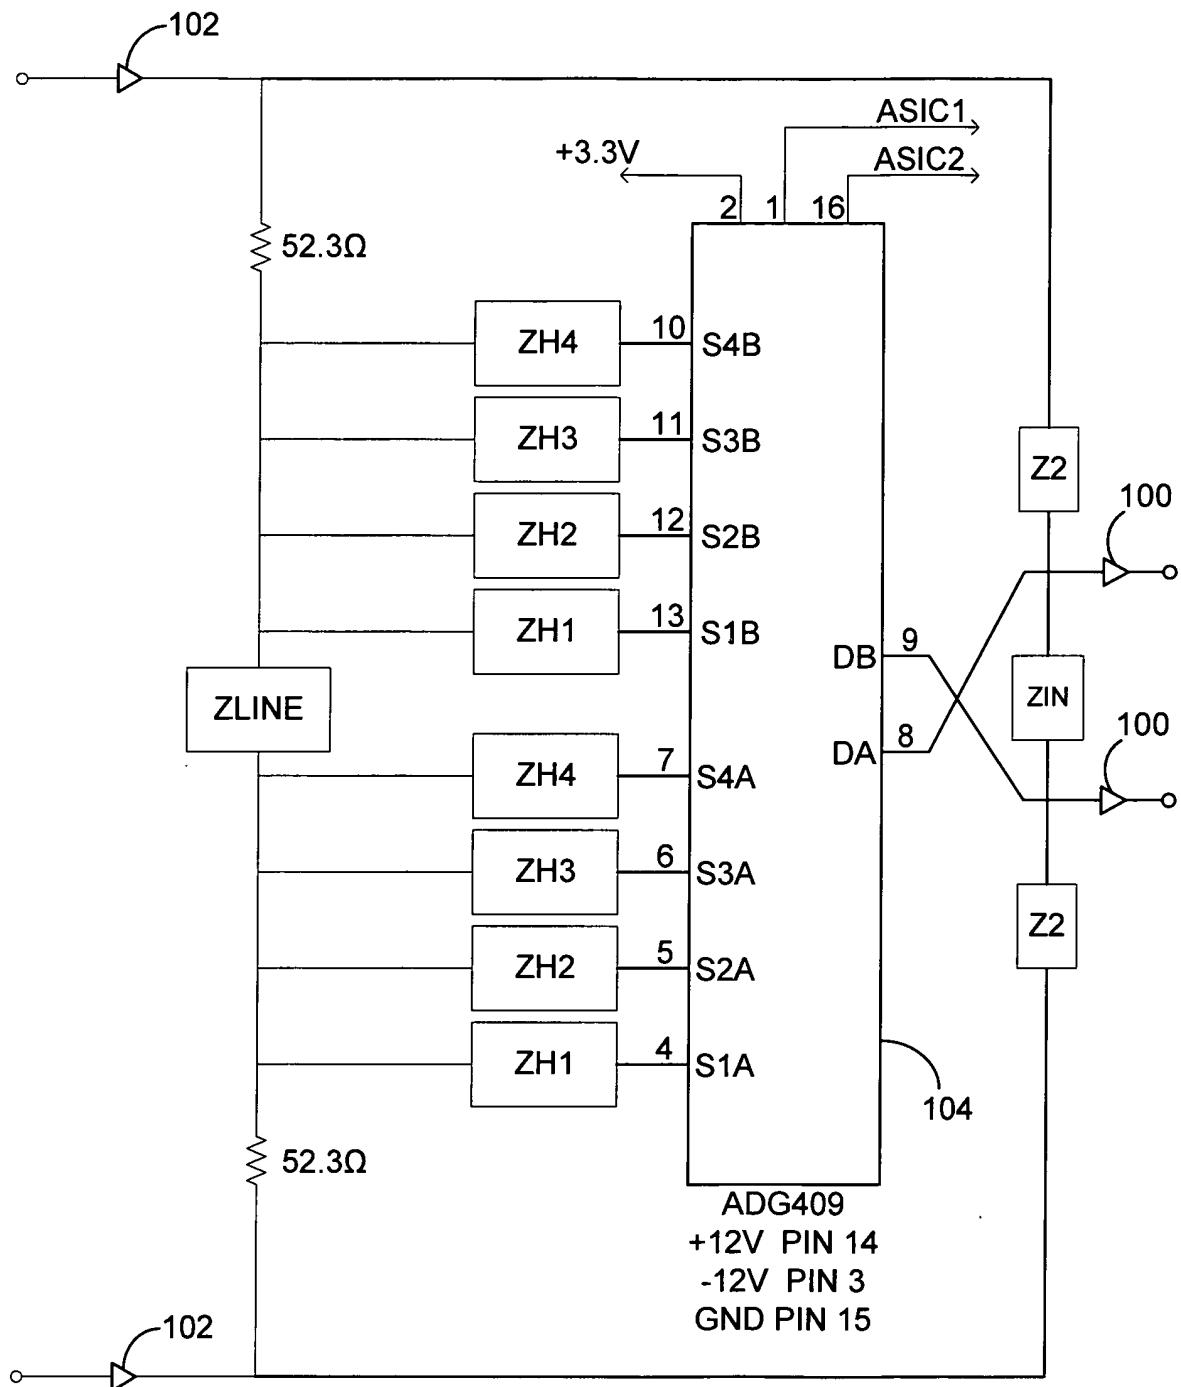 102
ASIC1
+3.3V
ASIC2
2 1 16
52.3Ω
ZH4 10 S4B
ZH3 11 S3B
Z2
100
ZH2 12 S2B
ZH1 13 S1B
DB 9
ZLINE
ZIN
100
DA 8
ZH4 7 S4A
ZH3 6 S3A
Z2
ZH2 5 S2A
ZH1 4 S1A
104
52.3Ω
ADG409
+12V PIN 14
-12V PIN 3
GND PIN 15
102